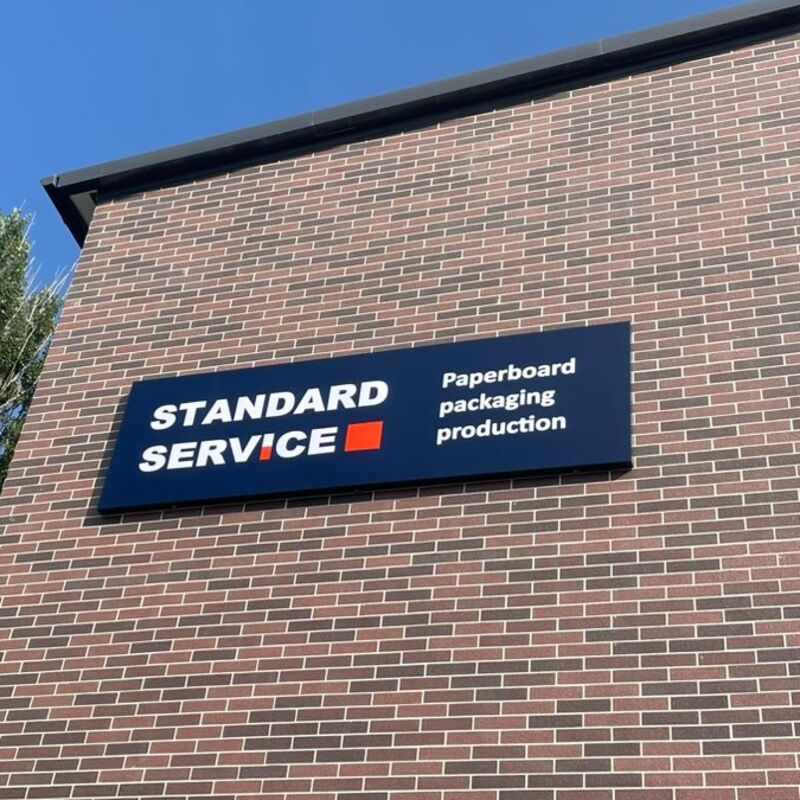 STANDARD
SERVICE
Paperboard
packaging
production